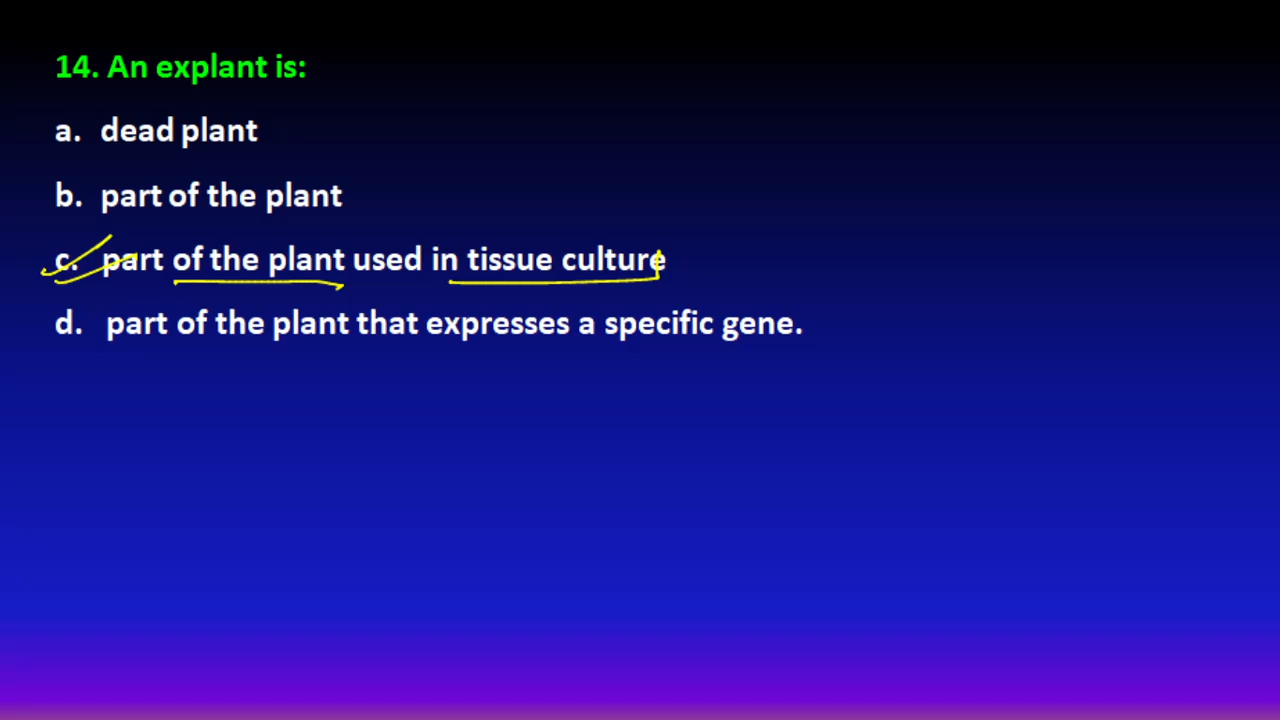 14. An explant is:
a. dead plant
b. part of the plant
c. part of the plant used in tissue culture
d. part of the plant that expresses a specific gene.